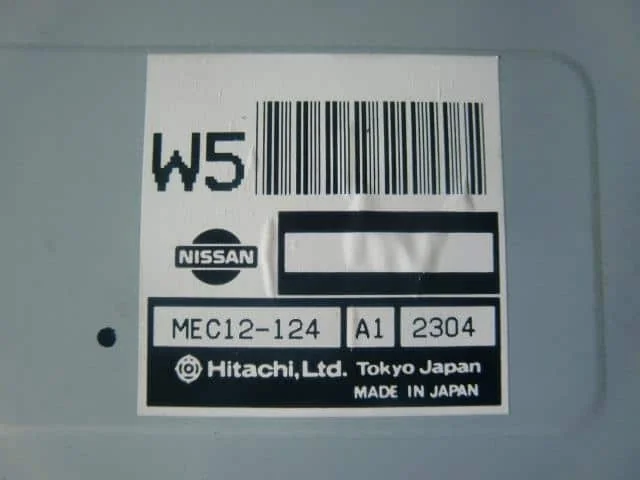 W5
NISSAN
MEC12-124 A1 2304
Hitachi, Ltd. Tokyo Japan
MADE IN JAPAN